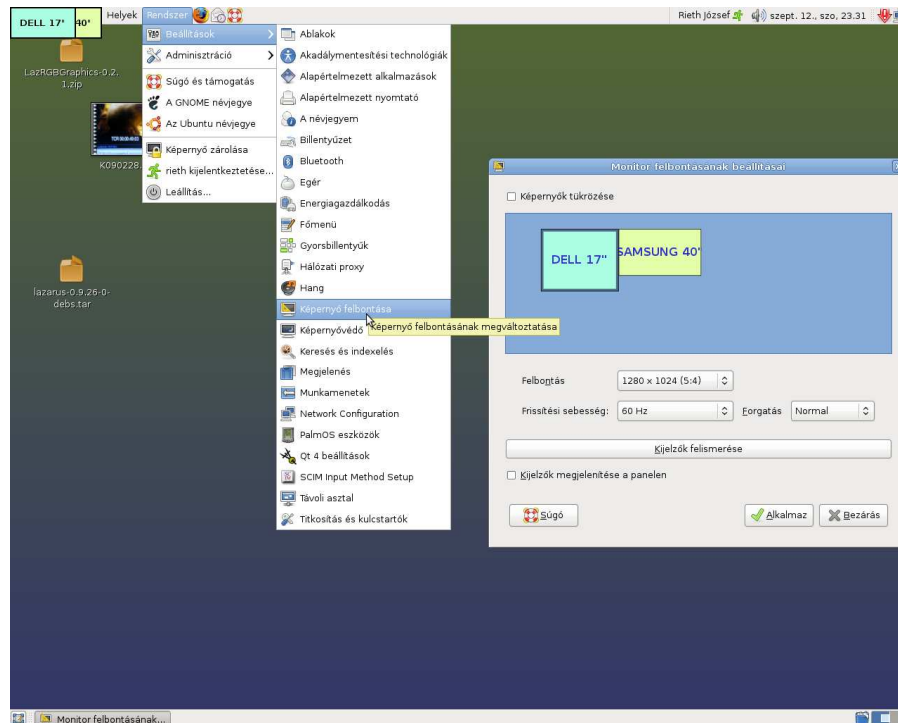 DELL 17"
40"
Helyek
Rendszer
Rieth József
szept. 12., szo, 23.31
LazRGBGraphics-0.2.
1.zip
K090228
lazarus-0.9.26-0-
debs.tar
Beállítások
Adminisztráció
Súgó és támogatás
A GNOME névjegye
Az Ubuntu névjegye
Képernyő zárolása
rieth kijelentkeztetése...
Leállítás...
Ablakok
Akadálymentesítési technológiák
Alapértelmezett alkalmazások
Alapértelmezett nyomtató
A névjegyem
Billentyűzet
Bluetooth
Egér
Energiagazdálkodás
Főmenü
Gyorsbillentyűk
Hálózati proxy
Hang
Képernyő felbontása
Képernyő felbontásának megváltoztatása
Képernyővédő
Keresés és indexelés
Megjelenés
Munkamenetek
Network Configuration
PalmOS eszközök
Qt 4 beállítások
SCIM Input Method Setup
Távoli asztal
Titkosítás és kulcstartók
Monitor felbontásának beállításai
Képernyők tükrözése
DELL 17"
SAMSUNG 40"
Felbontás
1280 x 1024 (5:4)
Frissítési sebesség:
60 Hz
Forgatás
Normal
Kijelzők felismerése
Kijelzők megjelenítése a panelen
Súgó
Alkalmaz
Bezárás
Monitor felbontásának...